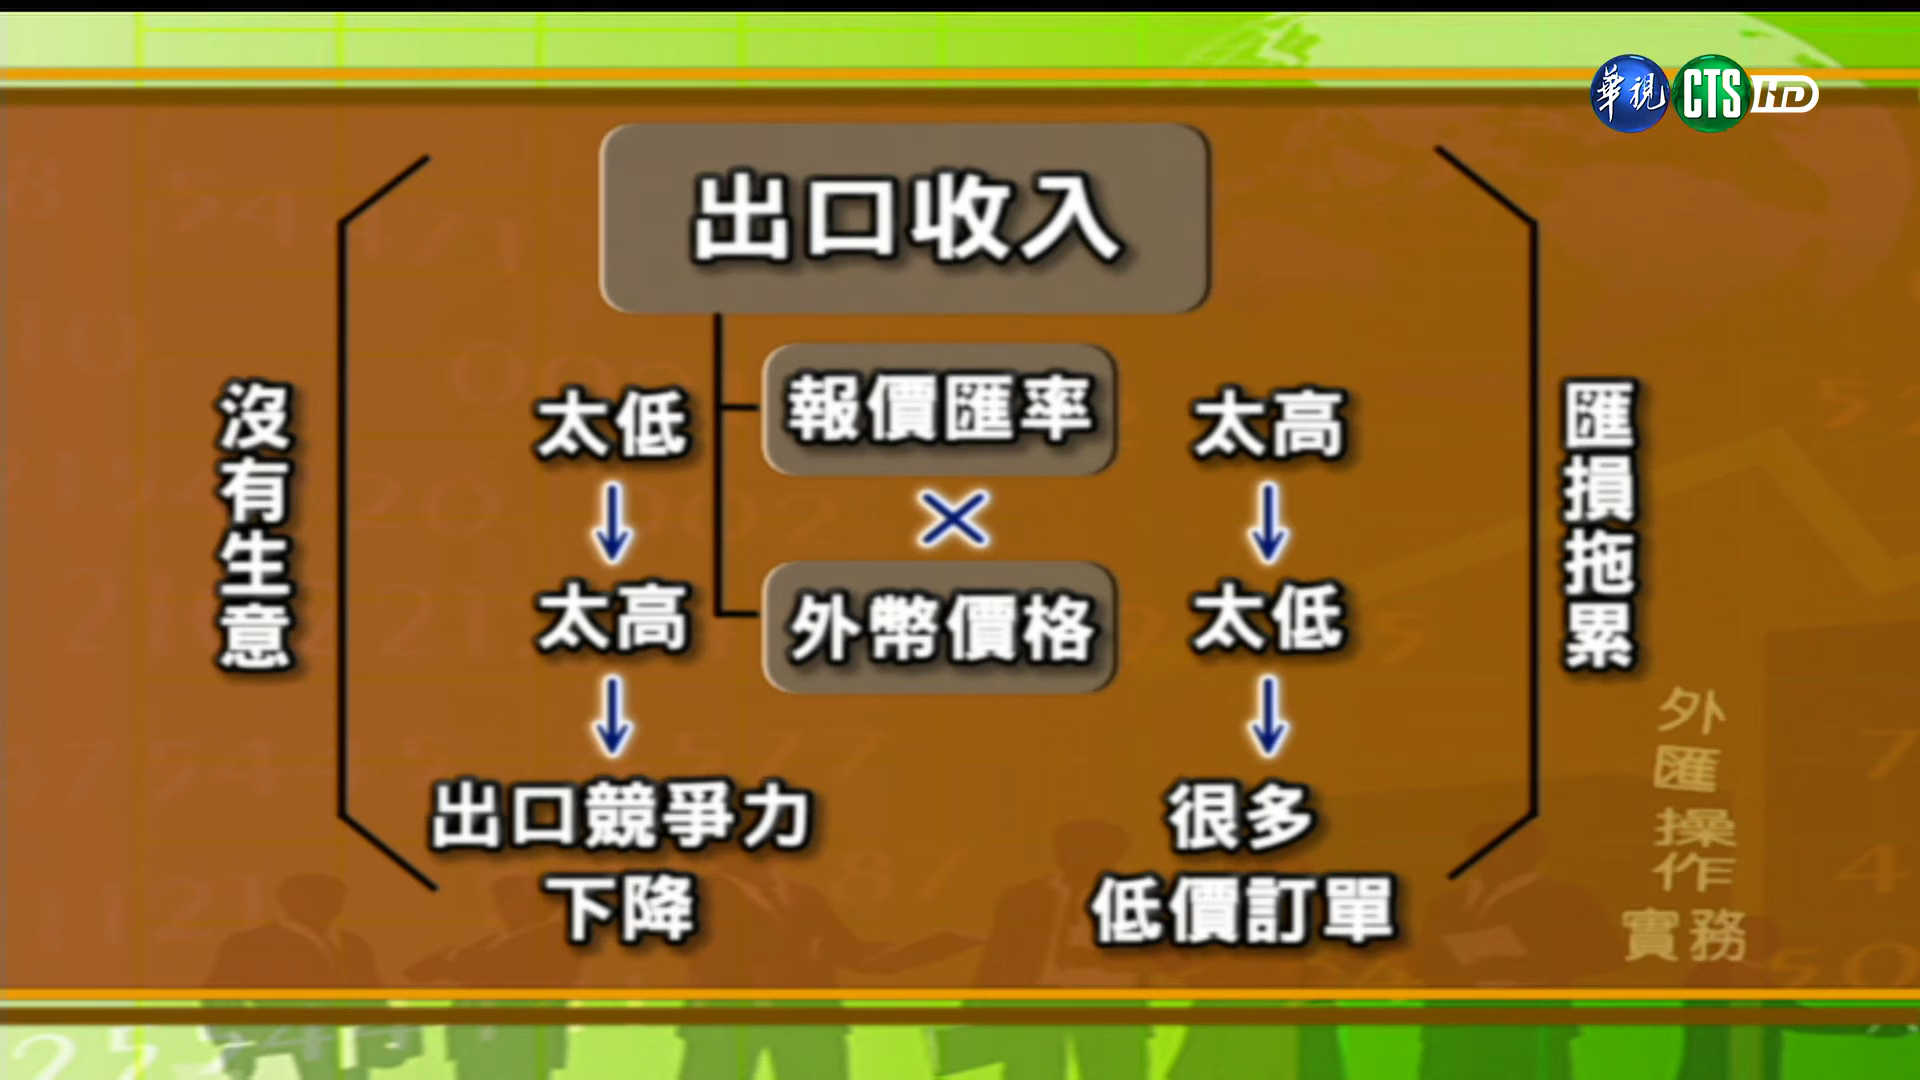 華視 CTS HD
出口收入
報價匯率
×
外幣價格
沒有生意
太低
↓
太高
↓
出口競爭力
下降
太高
↓
太低
↓
很多
低價訂單
匯損拖累
外匯操作實務